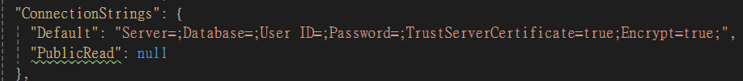 "ConnectionStrings": {
"Default": "Server=;Database=;User ID=;Password=;TrustServerCertificate=true;Encrypt=true;",
"PublicRead": null
},